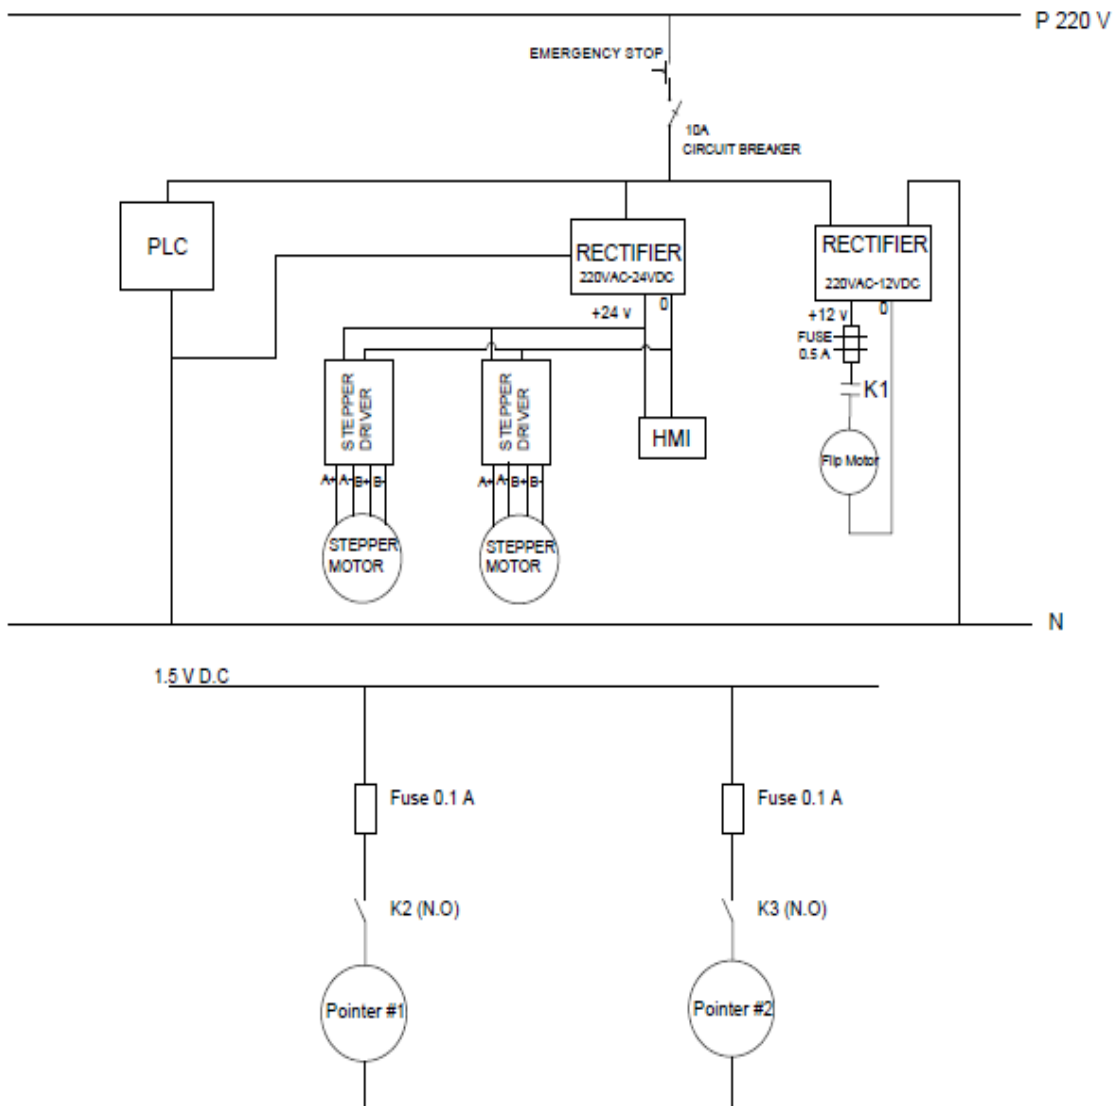 P 220 V
EMERGENCY STOP
10A
CIRCUIT BREAKER
PLC
RECTIFIER
220VAC-24VDC
RECTIFIER
220VAC-12VDC
+24 v
0
+12 v
0
FUSE
0.5 A
K1
STEPPER
DRIVER
STEPPER
DRIVER
HMI
Flip Motor
A+ A- B+ B-
A+ A- B+ B-
STEPPER
MOTOR
STEPPER
MOTOR
N
1.5 V D.C
Fuse 0.1 A
Fuse 0.1 A
K2 (N.O)
K3 (N.O)
Pointer #1
Pointer #2